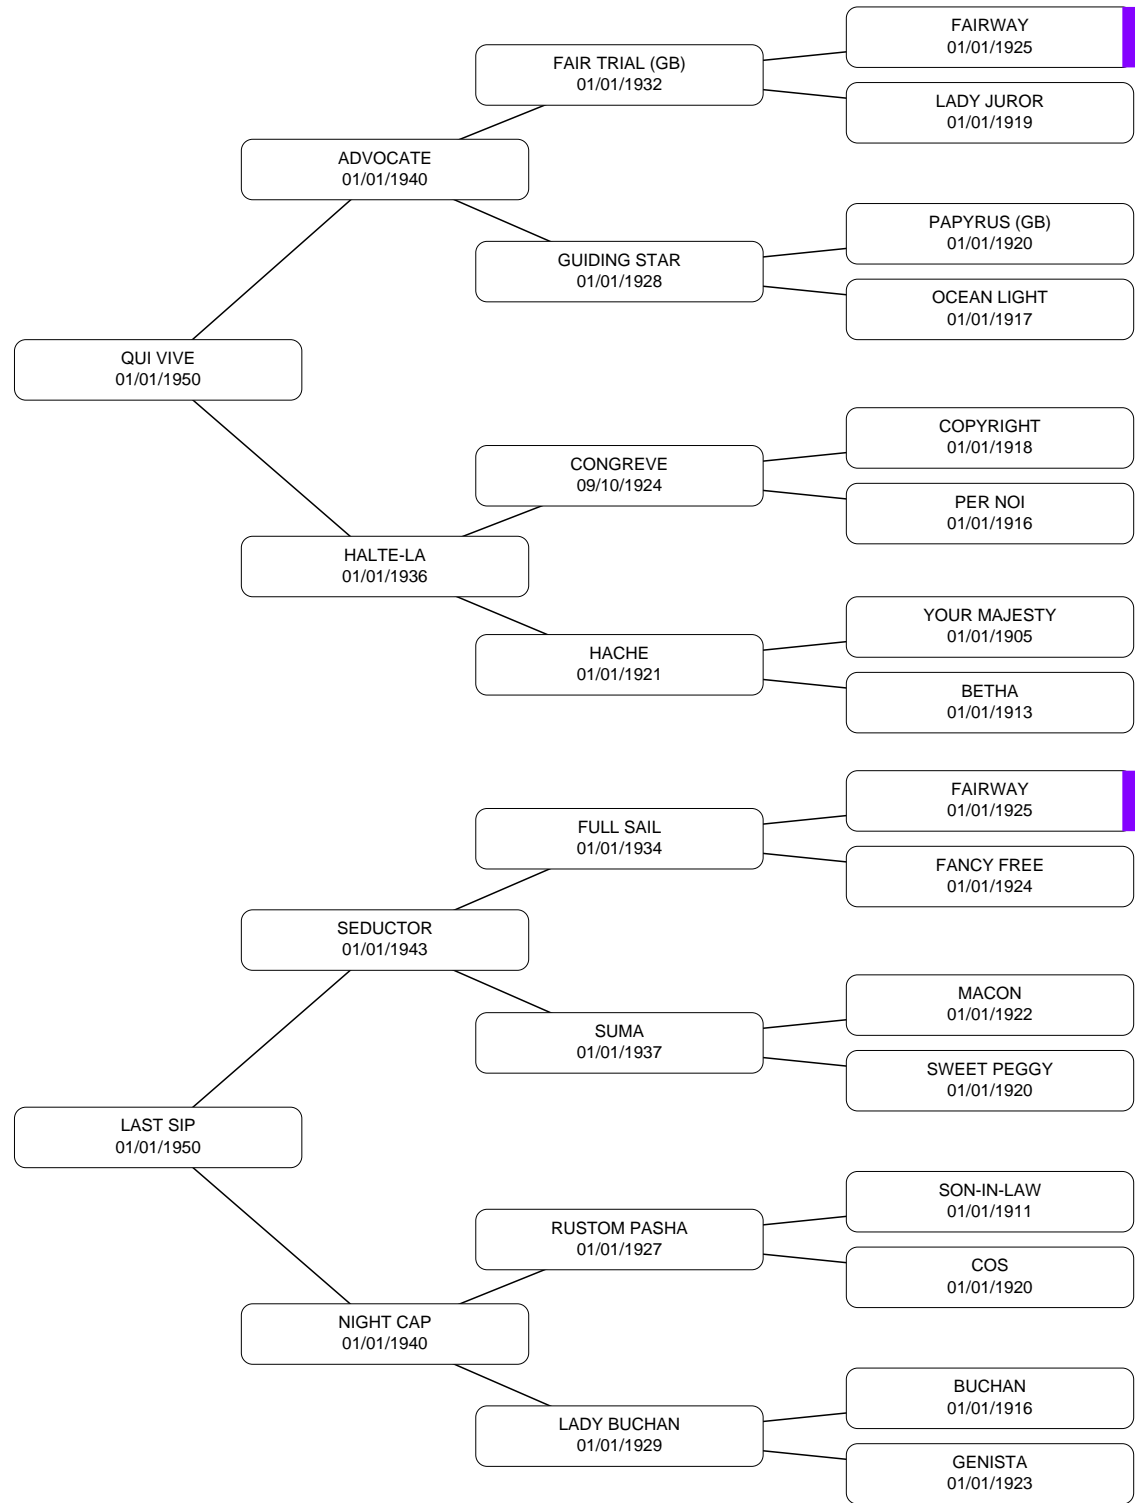 FAIRWAY
01/01/1925
FAIR TRIAL (GB)
01/01/1932
LADY JUROR
01/01/1919
ADVOCATE
01/01/1940
PAPYRUS (GB)
01/01/1920
GUIDING STAR
01/01/1928
OCEAN LIGHT
01/01/1917
QUI VIVE
01/01/1950
COPYRIGHT
01/01/1918
CONGREVE
09/10/1924
PER NOI
01/01/1916
HALTE-LA
01/01/1936
YOUR MAJESTY
01/01/1905
HACHE
01/01/1921
BETHA
01/01/1913
FAIRWAY
01/01/1925
FULL SAIL
01/01/1934
FANCY FREE
01/01/1924
SEDUCTOR
01/01/1943
MACON
01/01/1922
SUMA
01/01/1937
SWEET PEGGY
01/01/1920
LAST SIP
01/01/1950
SON-IN-LAW
01/01/1911
RUSTOM PASHA
01/01/1927
COS
01/01/1920
NIGHT CAP
01/01/1940
BUCHAN
01/01/1916
LADY BUCHAN
01/01/1929
GENISTA
01/01/1923